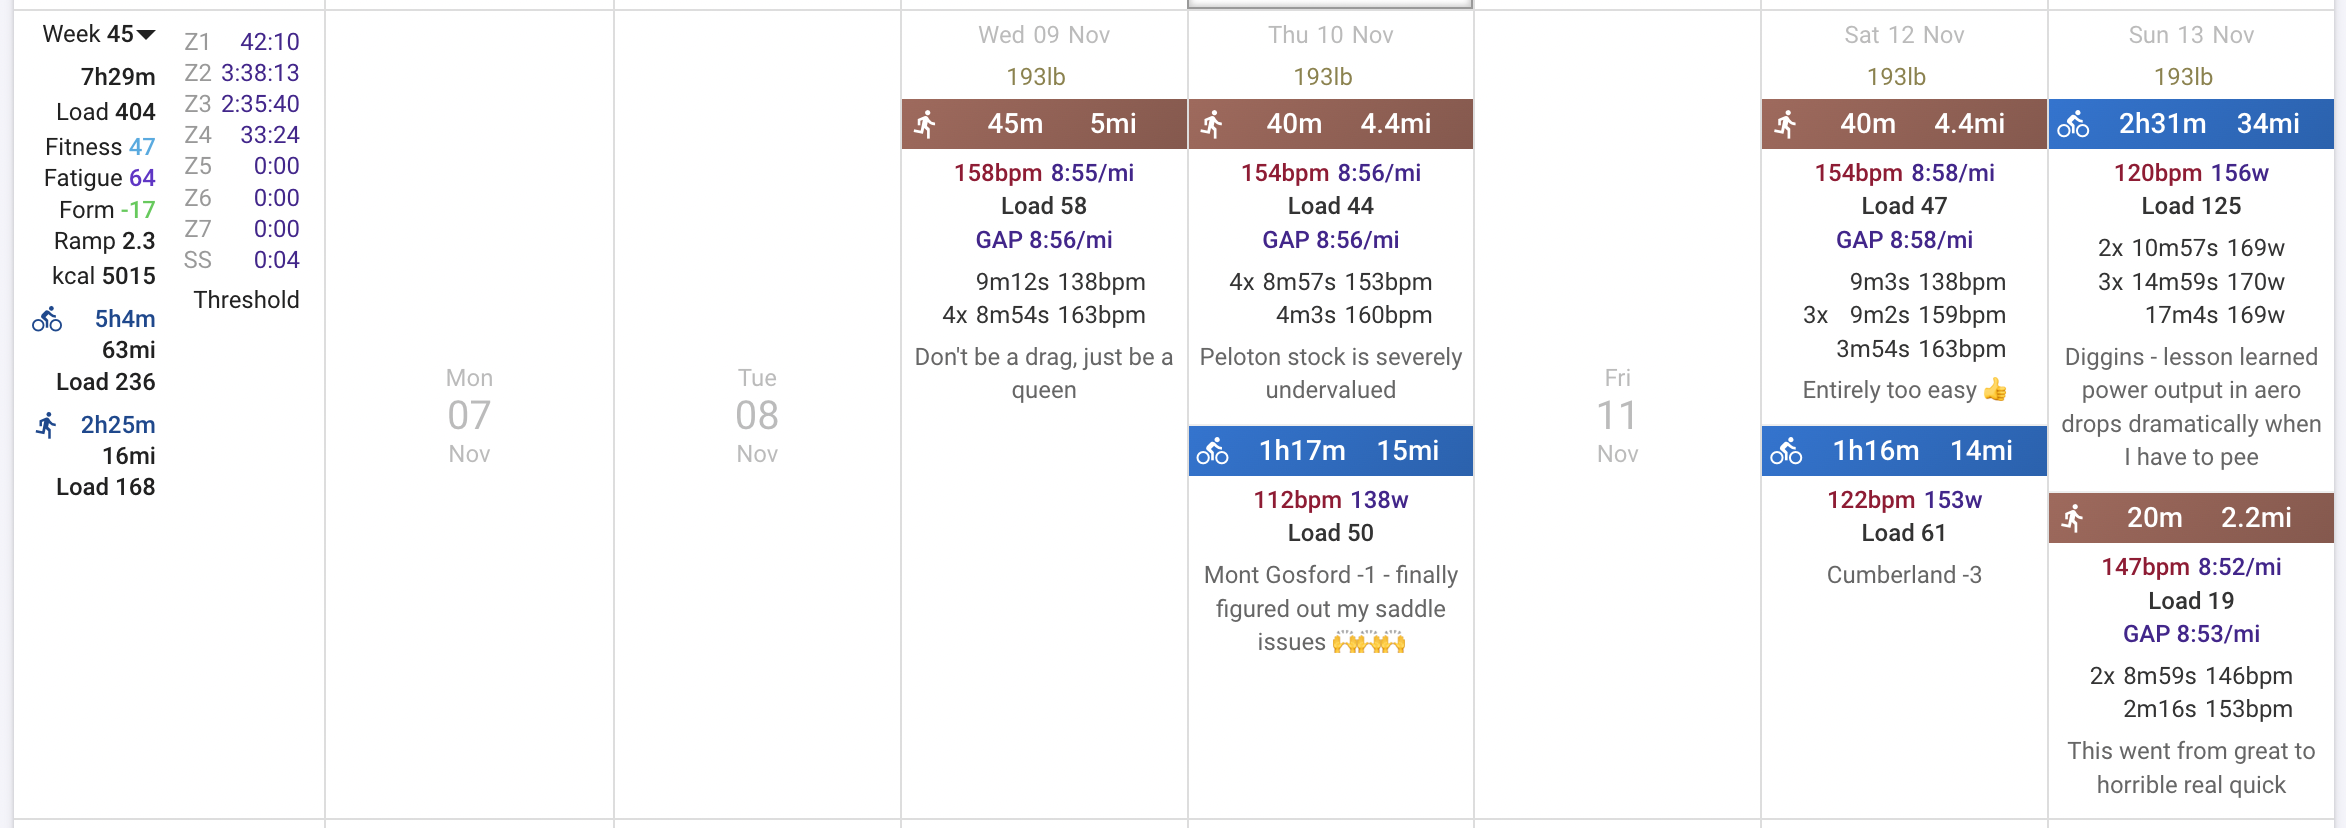 Week 45
7h29m
Load 404
Fitness 47
Fatigue 64
Form -17
Ramp 2.3
kcal 5015
5h4m
63mi
Load 236
2h25m
16mi
Load 168
Z1 42:10
Z2 3:38:13
Z3 2:35:40
Z4 33:24
Z5 0:00
Z6 0:00
Z7 0:00
SS 0:04
Threshold
Mon
07
Nov
Tue
08
Nov
Wed 09 Nov
193lb
45m 5mi
158bpm 8:55/mi
Load 58
GAP 8:56/mi
9m12s 138bpm
4x 8m54s 163bpm
Don't be a drag, just be a
queen
Thu 10 Nov
193lb
40m 4.4mi
154bpm 8:56/mi
Load 44
GAP 8:56/mi
4x 8m57s 153bpm
4m3s 160bpm
Peloton stock is severely
undervalued
1h17m 15mi
112bpm 138w
Load 50
Mont Gosford -1 - finally
figured out my saddle
issues 🙌🙌🙌
Fri
11
Nov
Sat 12 Nov
193lb
40m 4.4mi
154bpm 8:58/mi
Load 47
GAP 8:58/mi
9m3s 138bpm
3x 9m2s 159bpm
3m54s 163bpm
Entirely too easy 👍
1h16m 14mi
122bpm 153w
Load 61
Cumberland -3
Sun 13 Nov
193lb
2h31m 34mi
120bpm 156w
Load 125
2x 10m57s 169w
3x 14m59s 170w
17m4s 169w
Diggins - lesson learned
power output in aero
drops dramatically when
I have to pee
20m 2.2mi
147bpm 8:52/mi
Load 19
GAP 8:53/mi
2x 8m59s 146bpm
2m16s 153bpm
This went from great to
horrible real quick